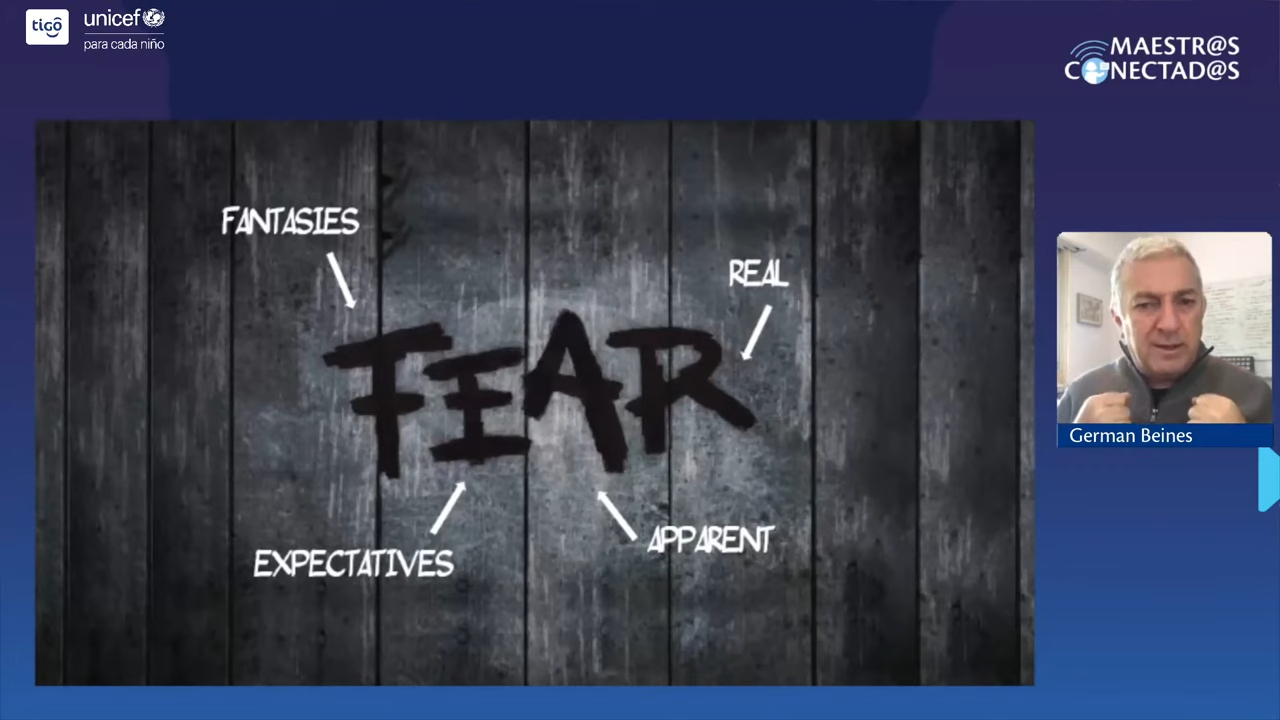 tigo
unicef
para cada niño
MAESTR@S
CONECTAD@S
FANTASIES
REAL
FEAR
EXPECTATIVES
APPARENT
German Beines